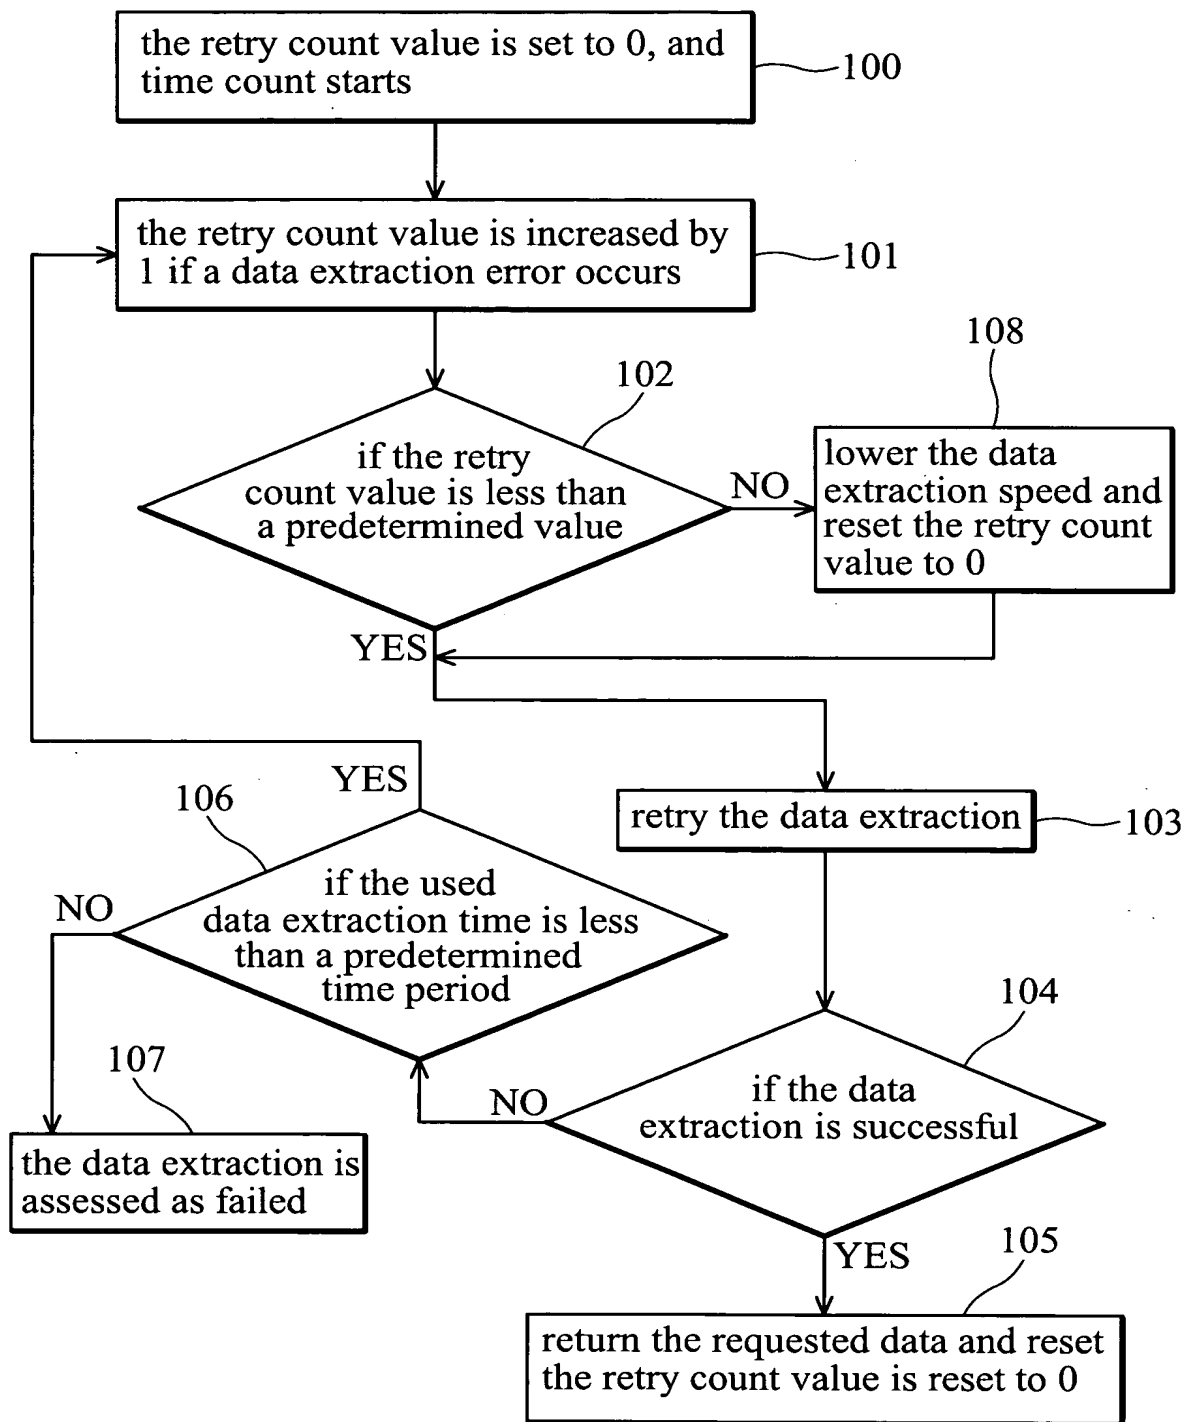 the retry count value is set to 0, and
time count starts
100
the retry count value is increased by
1 if a data extraction error occurs
101
102
if the retry
count value is less than
a predetermined value
NO
108
lower the data
extraction speed and
reset the retry count
value to 0
YES
retry the data extraction
103
YES
106
if the used
data extraction time is less
than a predetermined
time period
NO
107
the data extraction is
assessed as failed
104
if the data
extraction is successful
NO
YES
105
return the requested data and reset
the retry count value is reset to 0